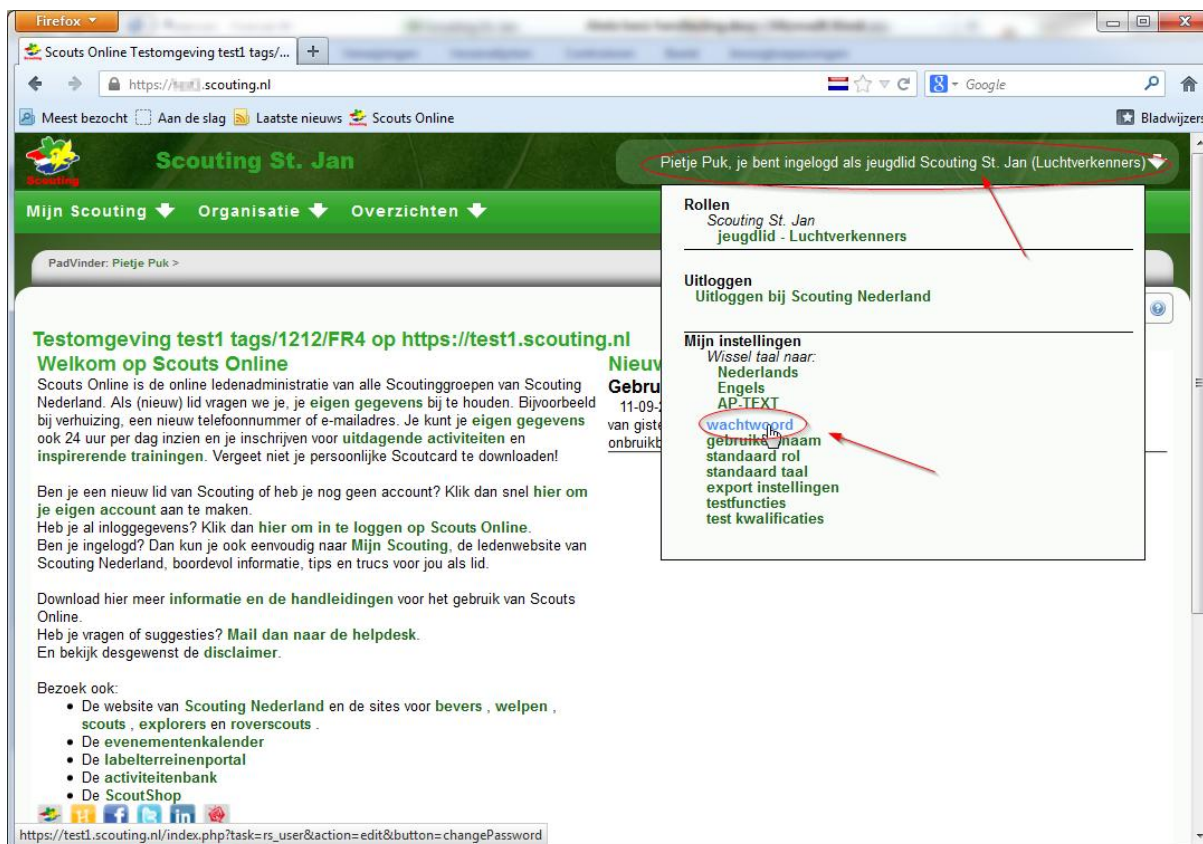 Firefox
Scouts Online Testomgeving test1 tags/...
https:// .scouting.nl
Google
Meest bezocht
Aan de slag
Laatste nieuws
Scouts Online
Bladwijzers
Scouting
Scouting St. Jan
Pietje Puk, je bent ingelogd als jeugdlid Scouting St. Jan (Luchtverkenners)
Mijn Scouting
Organisatie
Overzichten
PadVinder: Pietje Puk >
Rollen
Scouting St. Jan
jeugdlid - Luchtverkenners
Uitloggen
Uitloggen bij Scouting Nederland
Mijn instellingen
Wissel taal naar:
Nederlands
Engels
AP-TEXT
wachtwoord
standaard rol
standaard taal
export instellingen
testfuncties
test kwalificaties
Testomgeving test1 tags/1212/FR4 op https://test1.scouting.nl
Welkom op Scouts Online
Scouts Online is de online ledenadministratie van alle Scoutinggroepen van Scouting
Nederland. Als (nieuw) lid vragen we je, je eigen gegevens bij te houden. Bijvoorbeeld
bij verhuizing, een nieuw telefoonnummer of e-mailadres. Je kunt je eigen gegevens
ook 24 uur per dag inzien en je inschrijven voor uitdagende activiteiten en
inspirerende trainingen. Vergeet niet je persoonlijke Scoutcard te downloaden!
Ben je een nieuw lid van Scouting of heb je nog geen account? Klik dan snel hier om
je eigen account aan te maken.
Heb je al inloggegevens? Klik dan hier om in te loggen op Scouts Online.
Ben je ingelogd? Dan kun je ook eenvoudig naar Mijn Scouting, de ledenwebsite van
Scouting Nederland, boordevol informatie, tips en trucs voor jou als lid.
Download hier meer informatie en de handleidingen voor het gebruik van Scouts
Online.
Heb je vragen of suggesties? Mail dan naar de helpdesk.
En bekijk desgewenst de disclaimer.
Bezoek ook:
De website van Scouting Nederland en de sites voor bevers , welpen ,
scouts , explorers en roverscouts .
De evenementenkalender
De labelterreinenportal
De activiteitenbank
De ScoutShop
Nieuw
Gebru
11-09-2
van giste
onbruikb
https://test1.scouting.nl/index.php?task=rs_user&action=edit&button=changePassword